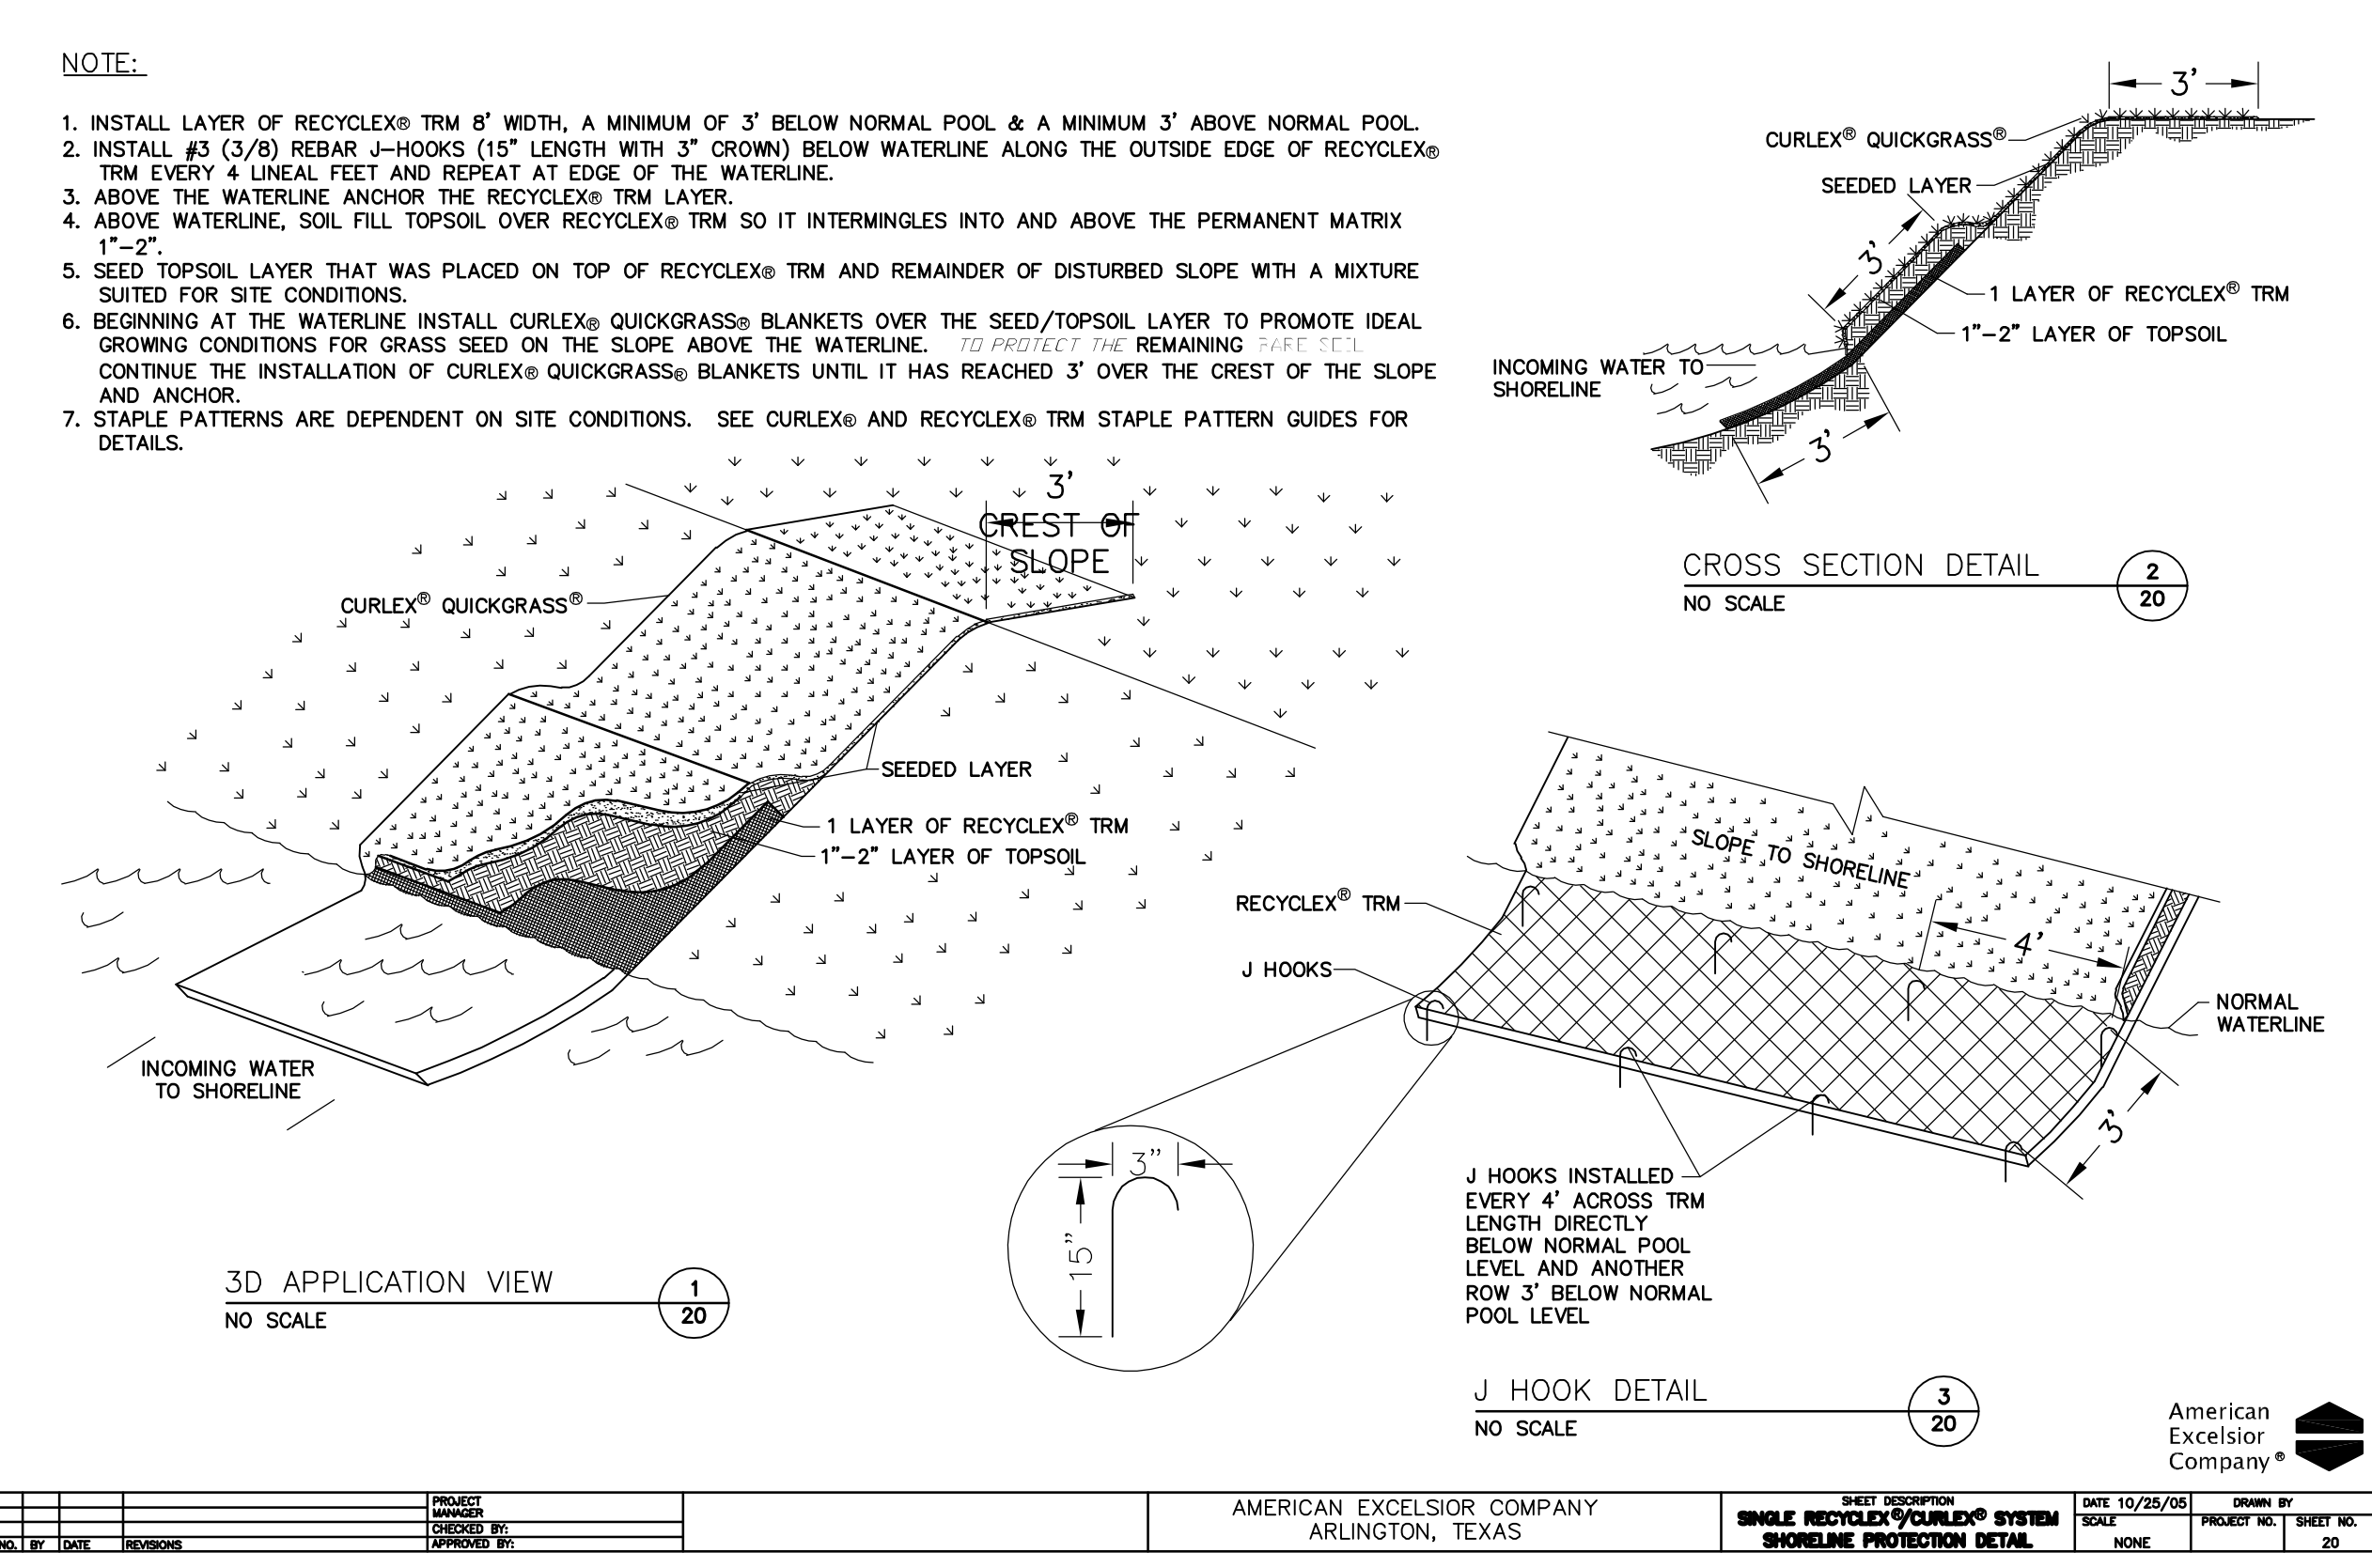 NOTE:
1. INSTALL LAYER OF RECYCLEX® TRM 8' WIDTH, A MINIMUM OF 3' BELOW NORMAL POOL & A MINIMUM 3' ABOVE NORMAL POOL.
2. INSTALL #3 (3/8) REBAR J-HOOKS (15" LENGTH WITH 3" CROWN) BELOW WATERLINE ALONG THE OUTSIDE EDGE OF RECYCLEX®
TRM EVERY 4 LINEAL FEET AND REPEAT AT EDGE OF THE WATERLINE.
3. ABOVE THE WATERLINE ANCHOR THE RECYCLEX® TRM LAYER.
4. ABOVE WATERLINE, SOIL FILL TOPSOIL OVER RECYCLEX® TRM SO IT INTERMINGLES INTO AND ABOVE THE PERMANENT MATRIX
1"-2".
5. SEED TOPSOIL LAYER THAT WAS PLACED ON TOP OF RECYCLEX® TRM AND REMAINDER OF DISTURBED SLOPE WITH A MIXTURE
SUITED FOR SITE CONDITIONS.
6. BEGINNING AT THE WATERLINE INSTALL CURLEX® QUICKGRASS® BLANKETS OVER THE SEED/TOPSOIL LAYER TO PROMOTE IDEAL
GROWING CONDITIONS FOR GRASS SEED ON THE SLOPE ABOVE THE WATERLINE. TO PROTECT THE REMAINING
CONTINUE THE INSTALLATION OF CURLEX® QUICKGRASS® BLANKETS UNTIL IT HAS REACHED 3' OVER THE CREST OF THE SLOPE
AND ANCHOR.
7. STAPLE PATTERNS ARE DEPENDENT ON SITE CONDITIONS. SEE CURLEX® AND RECYCLEX® TRM STAPLE PATTERN GUIDES FOR
DETAILS.
3'
CURLEX® QUICKGRASS®
SEEDED LAYER
3'
1 LAYER OF RECYCLEX® TRM
1"-2" LAYER OF TOPSOIL
INCOMING WATER TO
SHORELINE
3'
CROSS SECTION DETAIL
2
20
NO SCALE
3'
CREST OF
SLOPE
CURLEX® QUICKGRASS®
SEEDED LAYER
1 LAYER OF RECYCLEX® TRM
1"-2" LAYER OF TOPSOIL
INCOMING WATER
TO SHORELINE
3D APPLICATION VIEW
1
20
NO SCALE
SLOPE TO SHORELINE
RECYCLEX® TRM
4'
J HOOKS
NORMAL
WATERLINE
3'
3"
15"
J HOOKS INSTALLED
EVERY 4' ACROSS TRM
LENGTH DIRECTLY
BELOW NORMAL POOL
LEVEL AND ANOTHER
ROW 3' BELOW NORMAL
POOL LEVEL
J HOOK DETAIL
3
20
NO SCALE
American
Excelsior
Company®
NO. BY DATE REVISIONS
PROJECT
MANAGER
CHECKED BY:
APPROVED BY:
AMERICAN EXCELSIOR COMPANY
ARLINGTON, TEXAS
SHEET DESCRIPTION
SINGLE RECYCLEX®/CURLEX® SYSTEM
SHORELINE PROTECTION DETAIL
DATE 10/25/05
DRAWN BY
SCALE
NONE
PROJECT NO.
SHEET NO.
20